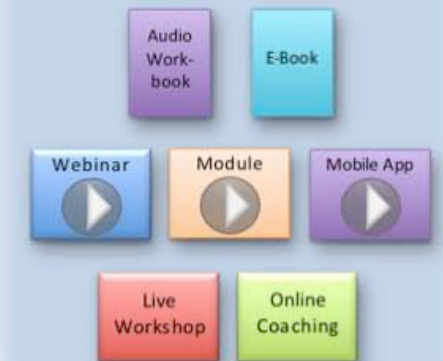 Audio
Work-
book
E-Book
Webinar
Module
Mobile App
Live
Workshop
Online
Coaching